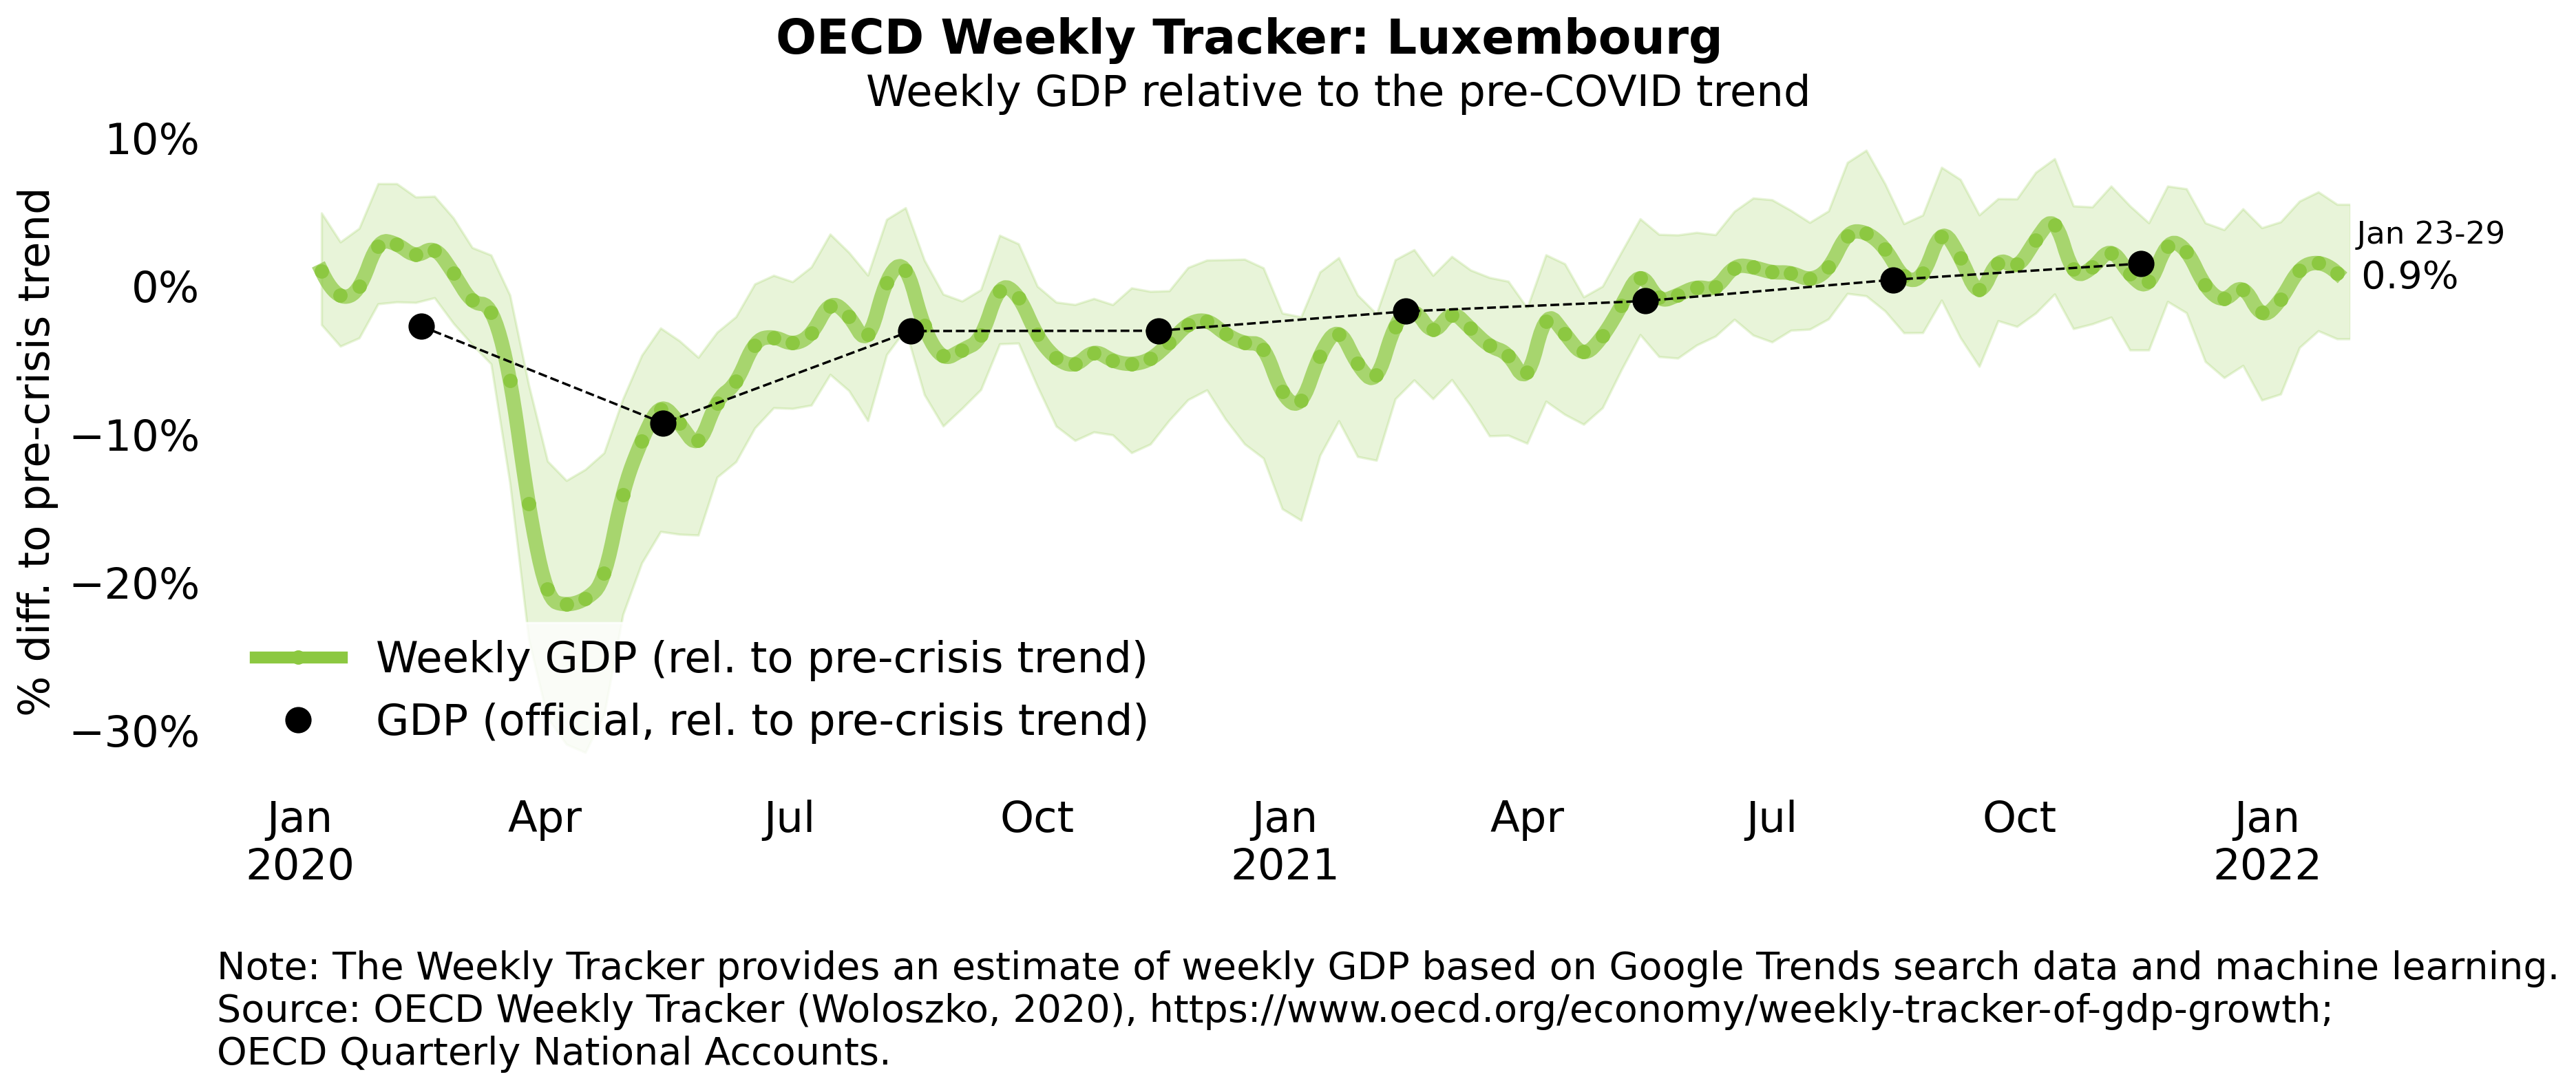 OECD Weekly Tracker: Luxembourg
Weekly GDP relative to the pre-COVID trend
% diff. to pre-crisis trend
10%
0%
−10%
−20%
−30%
Jan 23-29
0.9%
Weekly GDP (rel. to pre-crisis trend)
GDP (official, rel. to pre-crisis trend)
Jan Apr Jul Oct Jan Apr Jul Oct Jan
2020 2021 2022
Note: The Weekly Tracker provides an estimate of weekly GDP based on Google Trends search data and machine learning.
Source: OECD Weekly Tracker (Woloszko, 2020), https://www.oecd.org/economy/weekly-tracker-of-gdp-growth;
OECD Quarterly National Accounts.